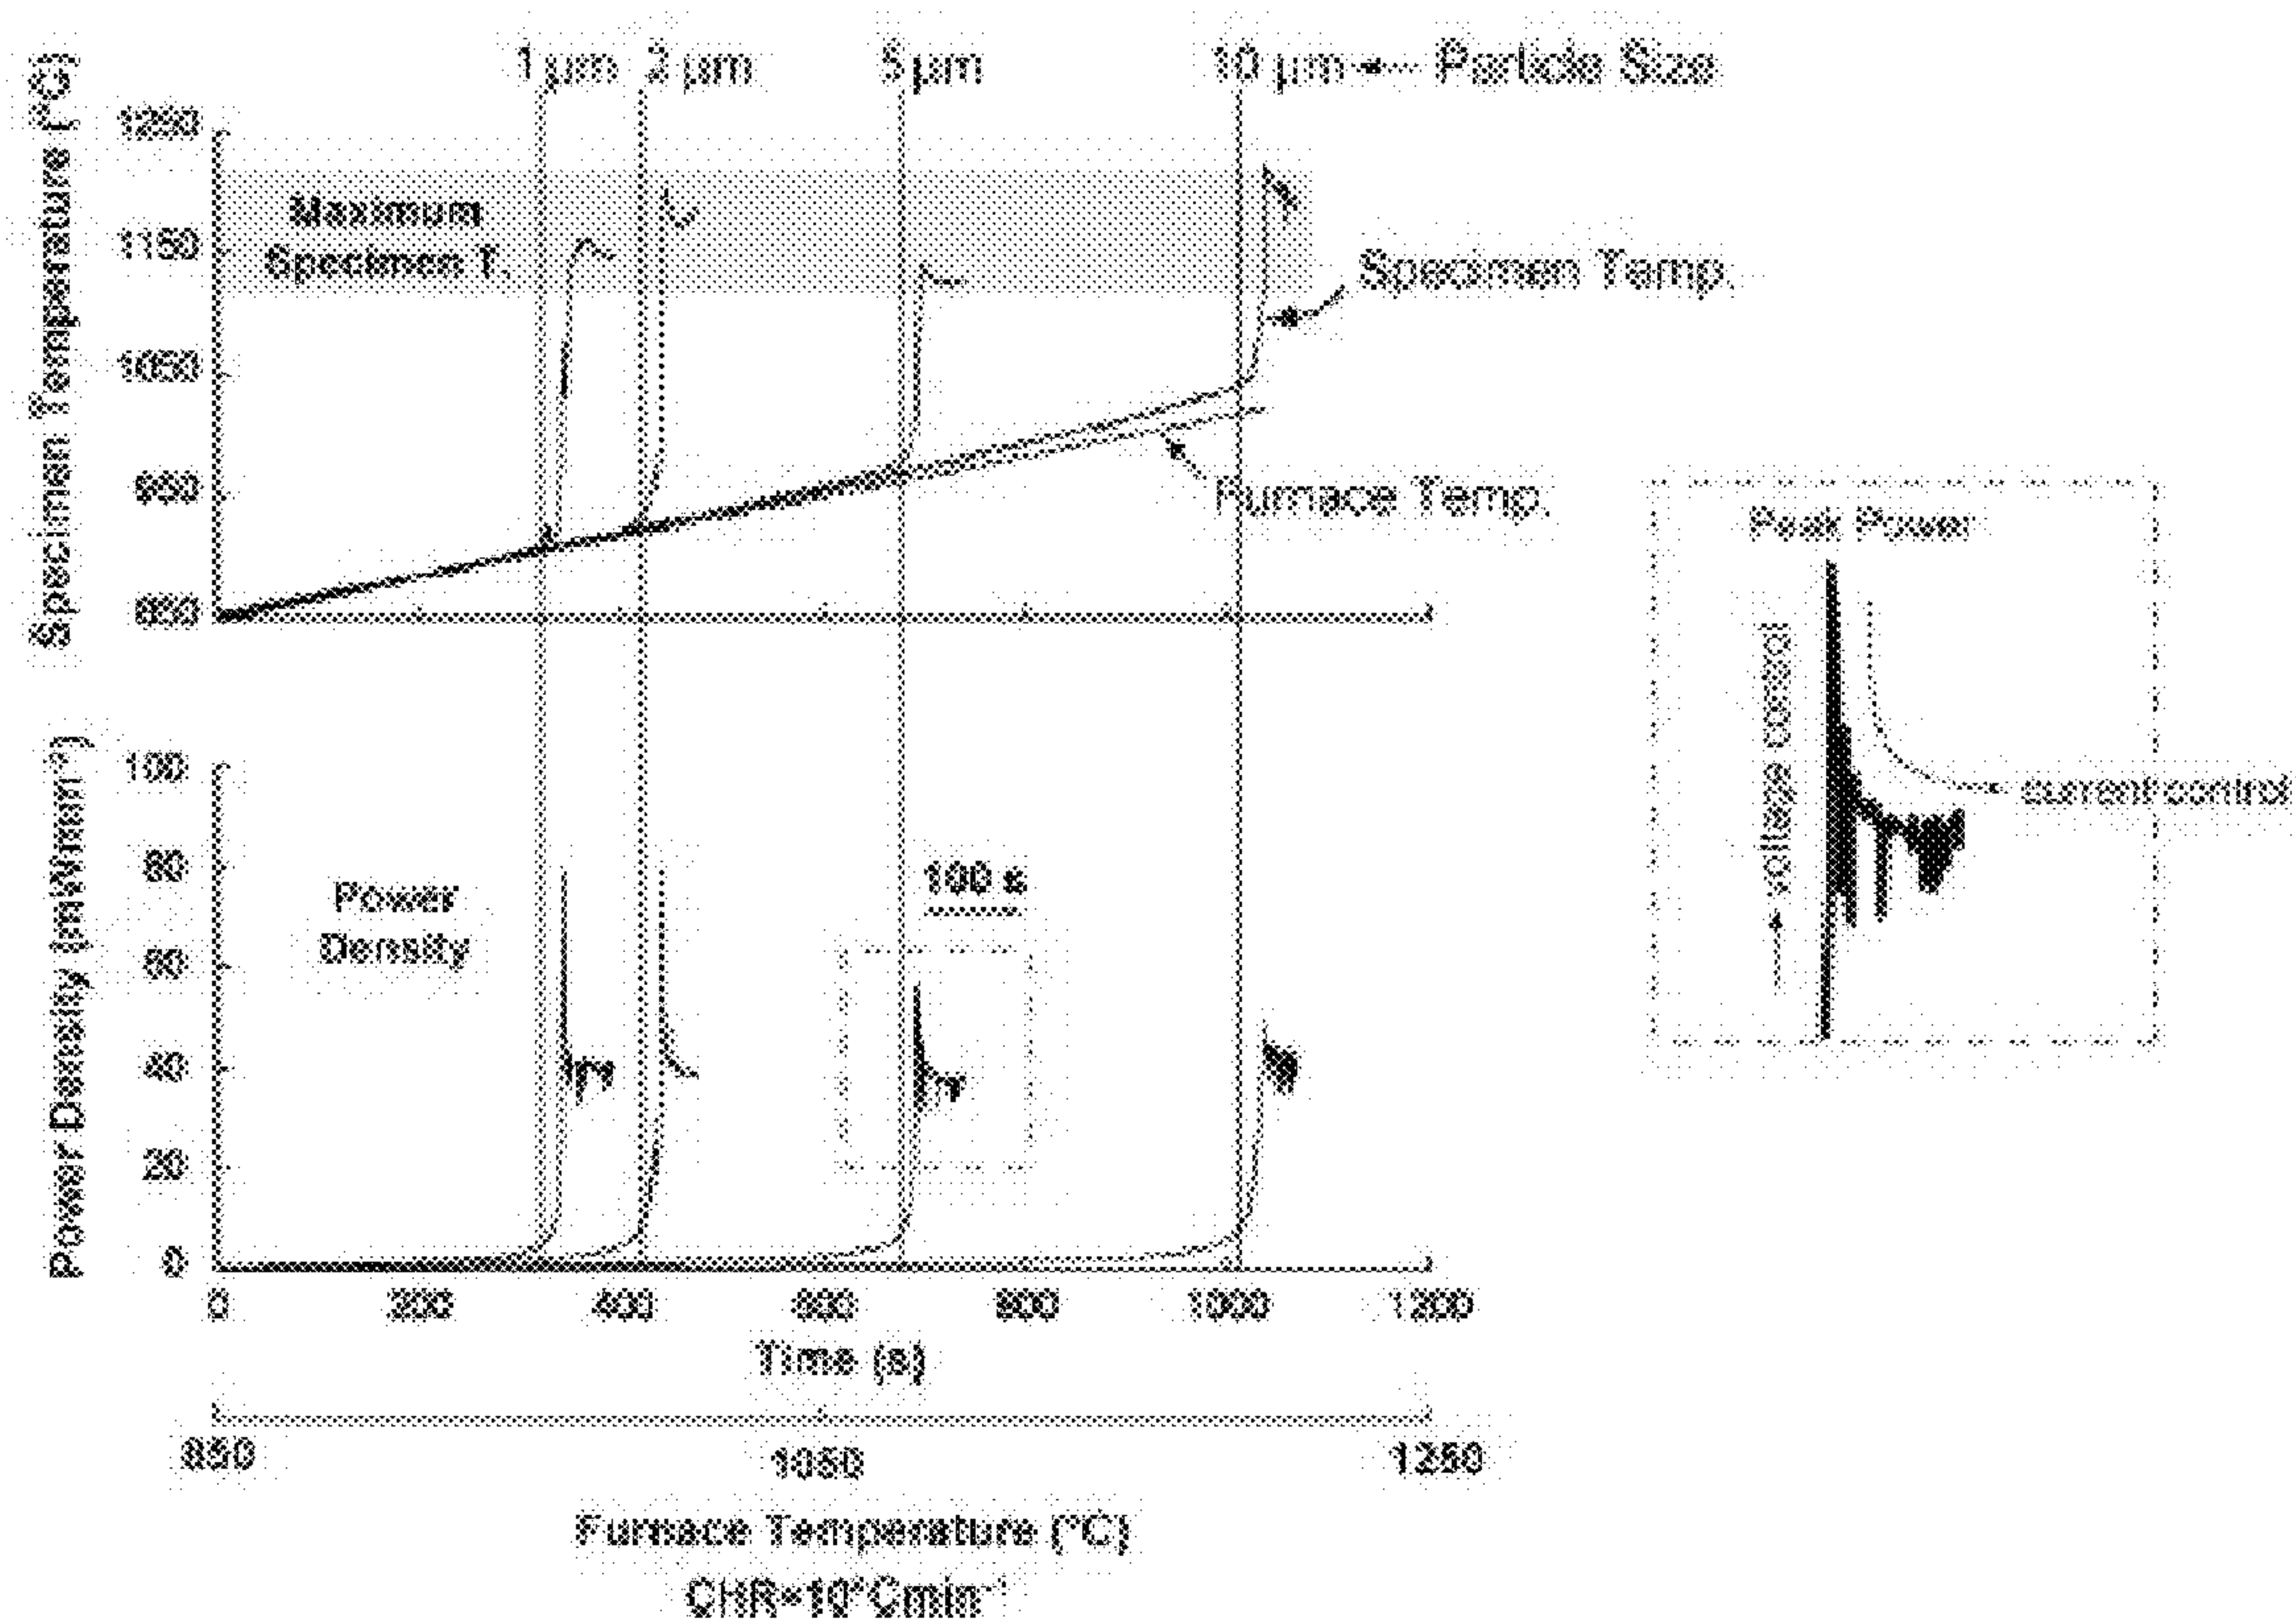 1 µm 2 µm 5 µm 10 µm Particle Size
Specimen Temperature (°C)
1250
1150
1050
950
850
Maximum
Specimen T.
Specimen Temp.
Furnace Temp.
Peak Power
voltage control
current control
Power Density (mWmm⁻³)
100
80
60
40
20
0
Power
Density
100 s
0 200 400 600 800 1000 1200
Time (s)
850 1050 1250
Furnace Temperature (°C)
CHR=10°Cmin⁻¹